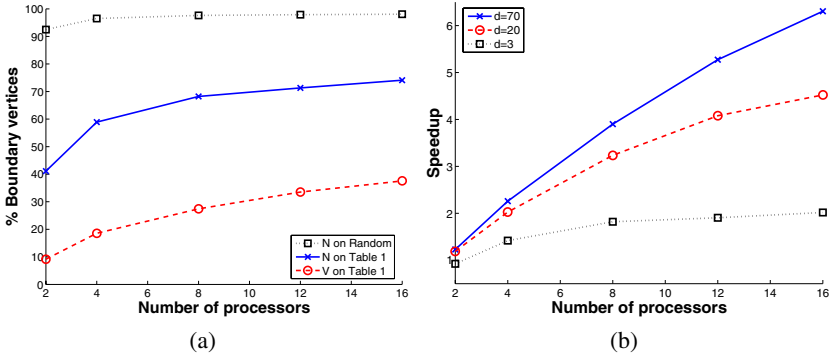 100
90
80
70
60
50
40
30
20
10
0
% Boundary vertices
N on Random
N on Table 1
V on Table 1
2 4 6 8 10 12 14 16
Number of processors
(a)
d=70
d=20
d=3
6
5
4
3
2
1
Speedup
2 4 6 8 10 12 14 16
Number of processors
(b)